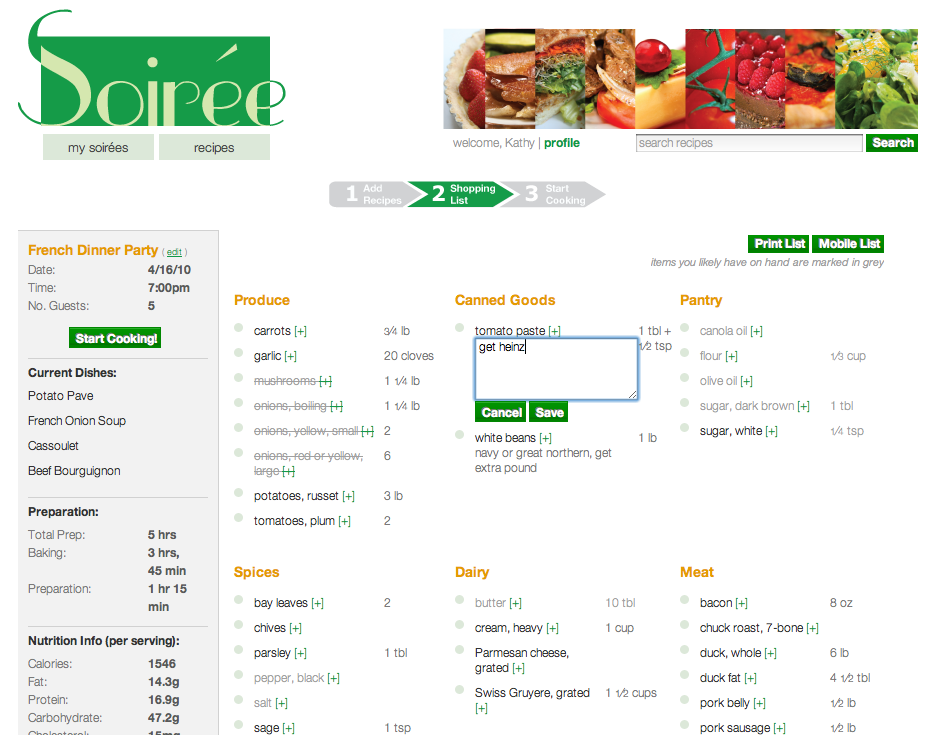 Soirée
my soirées
recipes
welcome, Kathy | profile
search recipes
Search
1 Add Recipes
2 Shopping List
3 Start Cooking
French Dinner Party ( edit )
Date: 4/16/10
Time: 7:00pm
No. Guests: 5
Start Cooking!
Current Dishes:
Potato Pave
French Onion Soup
Cassoulet
Beef Bourguignon
Preparation:
Total Prep: 5 hrs
Baking: 3 hrs,
45 min
Preparation: 1 hr 15
min
Nutrition Info (per serving):
Calories: 1546
Fat: 14.3g
Protein: 16.9g
Carbohydrate: 47.2g
Cholesterol: 15mg
Print List
Mobile List
items you likely have on hand are marked in grey
Produce
carrots [+] 3/4 lb
garlic [+] 20 cloves
mushrooms [+] 1 1/4 lb
onions, boiling [+] 1 1/4 lb
onions, yellow, small [+] 2
onions, red or yellow, 6
large [+]
potatoes, russet [+] 3 lb
tomatoes, plum [+] 2
Canned Goods
tomato paste [+] 1 tbl +
1/2 tsp
get heinz
Cancel
Save
white beans [+] 1 lb
navy or great northern, get
extra pound
Pantry
canola oil [+]
flour [+] 1/3 cup
olive oil [+]
sugar, dark brown [+] 1 tbl
sugar, white [+] 1/4 tsp
Spices
bay leaves [+] 2
chives [+]
parsley [+] 1 tbl
pepper, black [+]
salt [+]
sage [+] 1 tsp
Dairy
butter [+] 10 tbl
cream, heavy [+] 1 cup
Parmesan cheese,
grated [+]
Swiss Gruyere, grated 1 1/2 cups
[+]
Meat
bacon [+] 8 oz
chuck roast, 7-bone [+]
duck, whole [+] 6 lb
duck fat [+] 4 1/2 tbl
pork belly [+] 1/2 lb
pork sausage [+] 1/2 lb